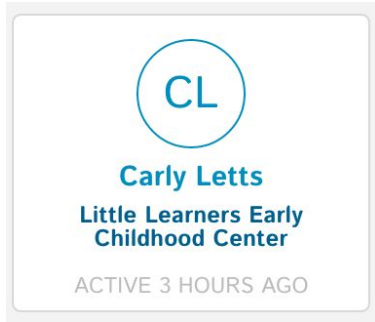 CL
Carly Letts
Little Learners Early
Childhood Center
ACTIVE 3 HOURS AGO